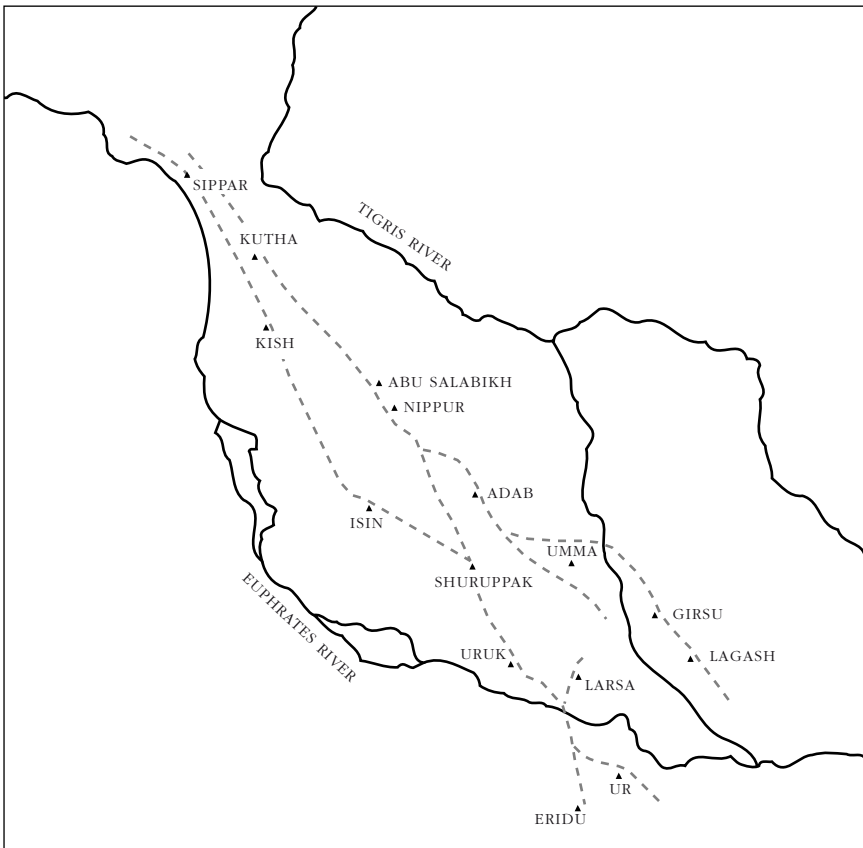 SIPPAR
TIGRIS RIVER
KUTHA
KISH
ABU SALABIKH
NIPPUR
ADAB
ISIN
UMMA
SHURUPPAK
EUPHRATES RIVER
GIRSU
URUK
LAGASH
LARSA
UR
ERIDU